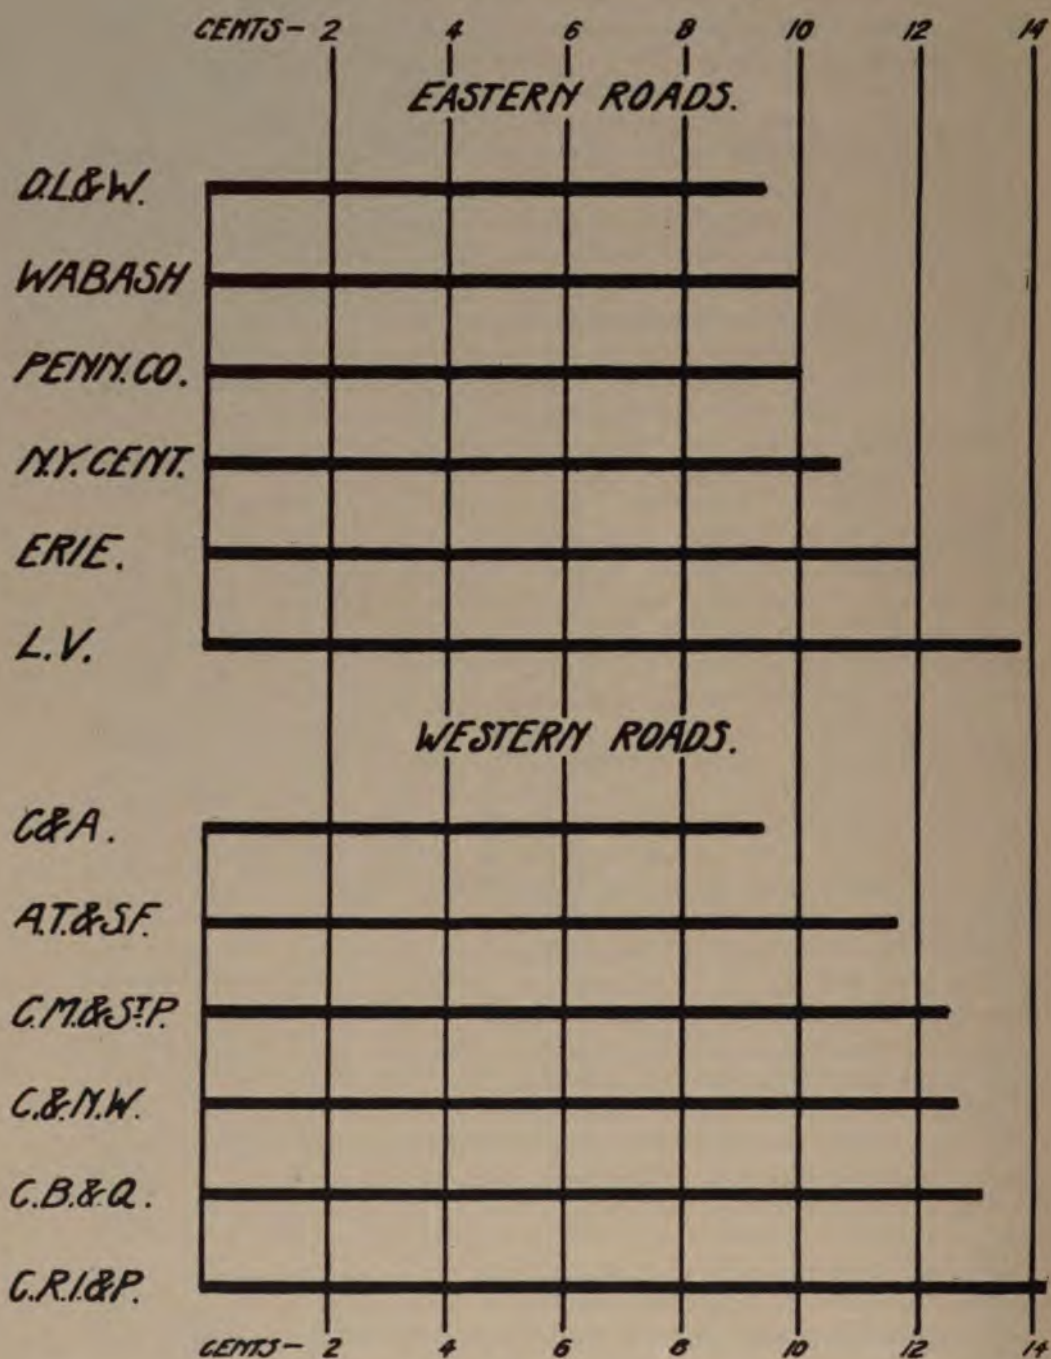 CENTS- 2 4 6 8 10 12 14
EASTERN ROADS.
D.L.&W.
WABASH
PENN.CO.
N.Y.CENT.
ERIE.
L.V.
WESTERN ROADS.
C&A.
A.T.&S.F.
C.M.&ST.P.
C.&N.W.
C.B.&Q.
C.R.I.&P.
CENTS- 2 4 6 8 10 12 14